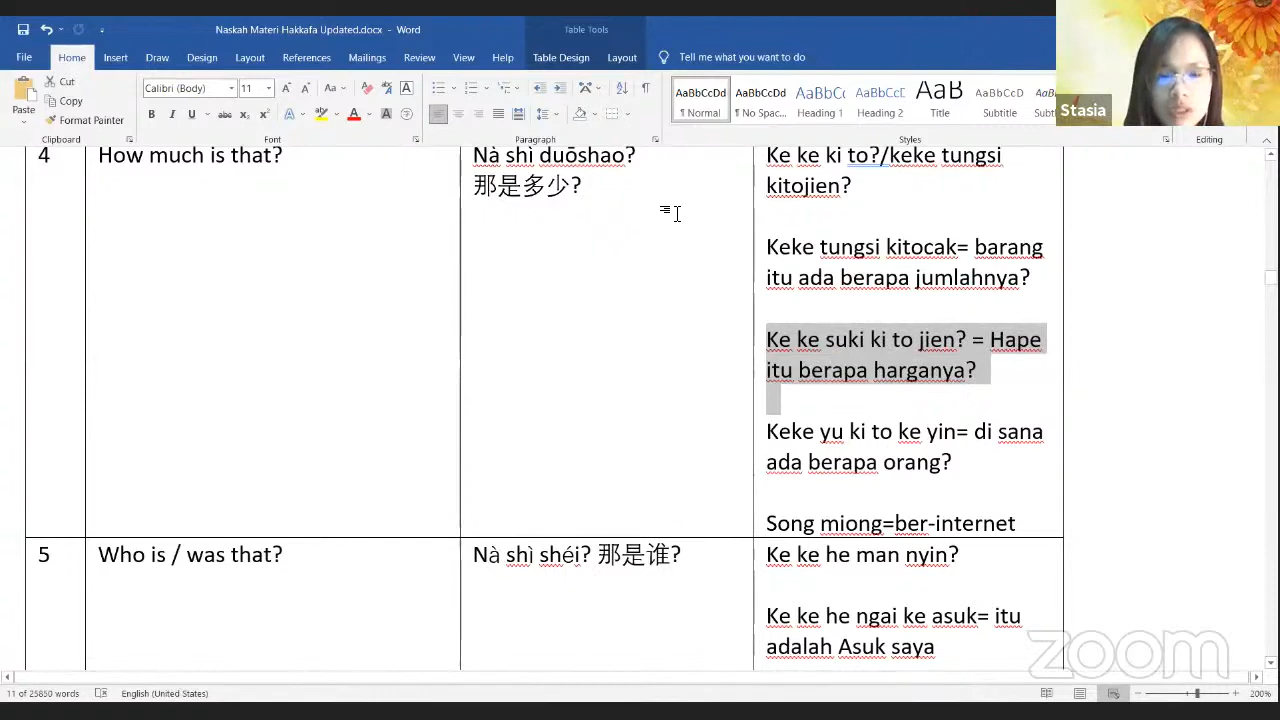 Naskah Materi Hakkafa Updated.docx - Word
Table Tools
File Home Insert Draw Design Layout References Mailings Review View Help Table Design Layout Tell me what you want to do
Paste
Cut
Copy
Format Painter
Calibri (Body) 11
AaBbCcDd AaBbCcDd AaBbCc AaBbCcE AaB AaBbCcD
¶ Normal ¶ No Spac... Heading 1 Heading 2 Title
Clipboard Font Paragraph Styles Editing
Stasia
4 How much is that? Nà shì duōshao? Ke ke ki to?/keke tungsi
那是多少? kitojien?
Keke tungsi kitocak= barang
itu ada berapa jumlahnya?
Ke ke suki ki to jien? = Hape
itu berapa harganya?
Keke yu ki to ke yin= di sana
ada berapa orang?
Song miong=ber-internet
5 Who is / was that? Nà shì shéi? 那是谁? Ke ke he man nyin?
Ke ke he ngai ke asuk= itu
adalah Asuk saya
zoom
11 of 25850 words English (United States) 200%